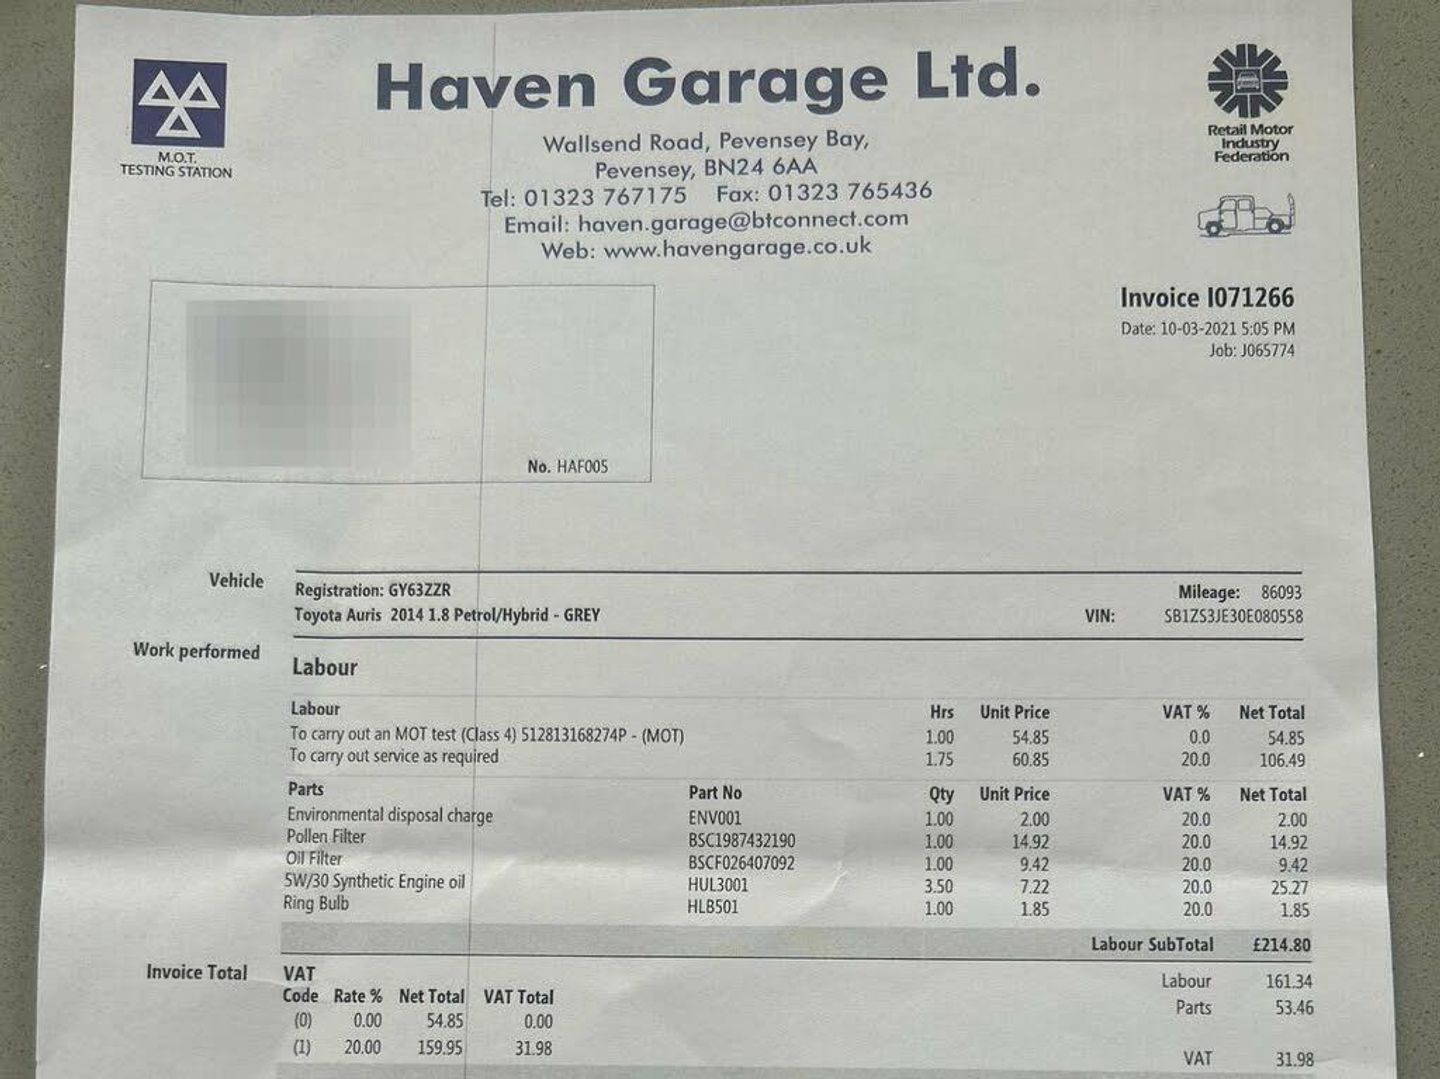 M.O.T.
TESTING STATION
Haven Garage Ltd.
Wallsend Road, Pevensey Bay,
Pevensey, BN24 6AA
Tel: 01323 767175 Fax: 01323 765436
Email: haven.garage@btconnect.com
Web: www.havengarage.co.uk
Retail Motor
Industry
Federation
Invoice I071266
Date: 10-03-2021 5:05 PM
Job: J065774
No. HAF005
Vehicle
Registration: GY63ZZR Mileage: 86093
Toyota Auris 2014 1.8 Petrol/Hybrid - GREY VIN: SB1ZS3JE30E080558
Work performed
Labour
Labour Hrs Unit Price VAT % Net Total
To carry out an MOT test (Class 4) 512813168274P - (MOT) 1.00 54.85 0.0 54.85
To carry out service as required 1.75 60.85 20.0 106.49
Parts Part No Qty Unit Price VAT % Net Total
Environmental disposal charge ENV001 1.00 2.00 20.0 2.00
Pollen Filter BSC1987432190 1.00 14.92 20.0 14.92
Oil Filter BSCF026407092 1.00 9.42 20.0 9.42
5W/30 Synthetic Engine oil HUL3001 3.50 7.22 20.0 25.27
Ring Bulb HLB501 1.00 1.85 20.0 1.85
Labour SubTotal £214.80
Invoice Total
VAT
Code Rate % Net Total VAT Total
(0) 0.00 54.85 0.00
(1) 20.00 159.95 31.98
Labour 161.34
Parts 53.46
VAT 31.98